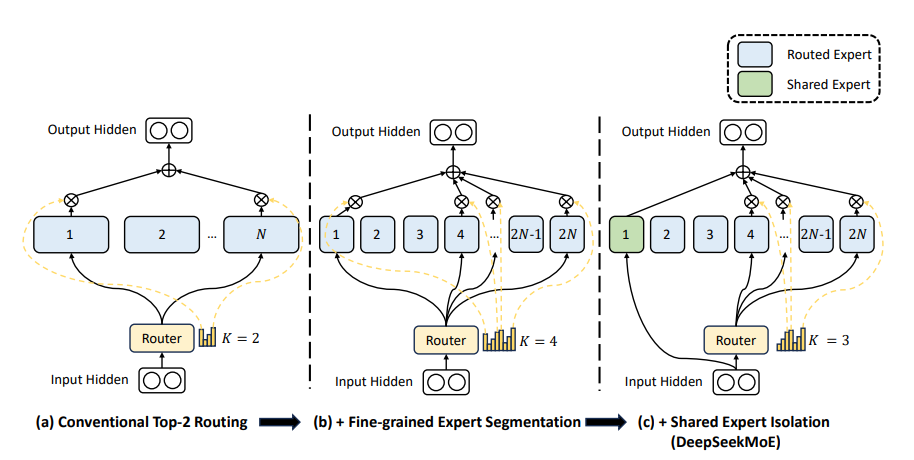 Routed Expert
Shared Expert
Output Hidden
1
2
...
N
Router
K = 2
Input Hidden
(a) Conventional Top-2 Routing
Output Hidden
1
2
3
4
...
2N-1
2N
Router
K = 4
Input Hidden
(b) + Fine-grained Expert Segmentation
Output Hidden
1
2
3
4
...
2N-1
2N
Router
K = 3
Input Hidden
(c) + Shared Expert Isolation
(DeepSeekMoE)